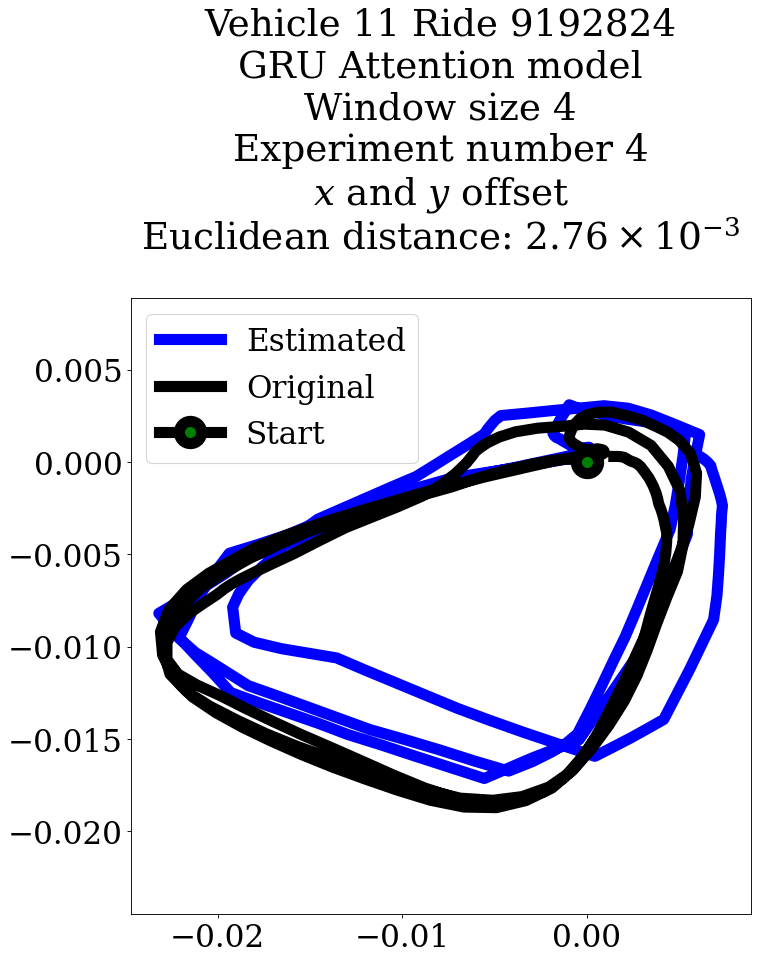 Vehicle 11 Ride 9192824
GRU Attention model
Window size 4
Experiment number 4
x and y offset
Euclidean distance: 2.76 × 10⁻³
Estimated
Original
Start
0.005
0.000
−0.005
−0.010
−0.015
−0.020
−0.02
−0.01
0.00